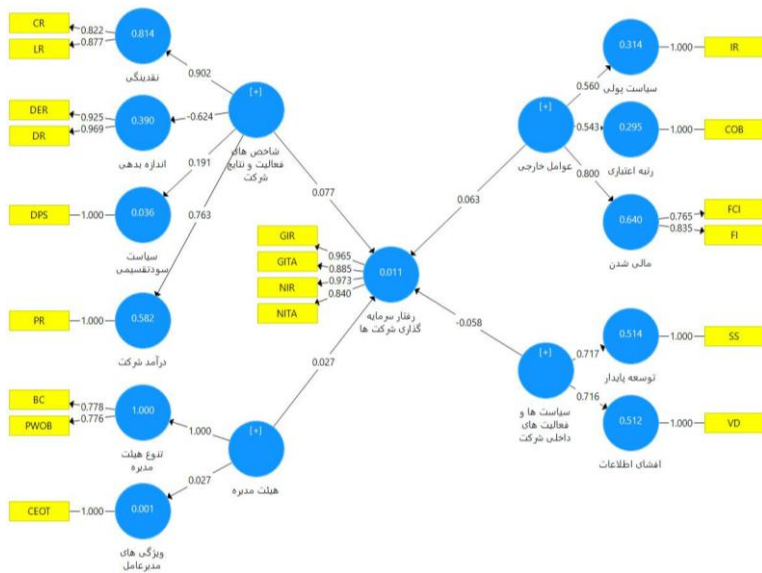 CR
0.822
LR
0.877
0.814
نقدینگی
0.902
DER
0.925
DR
0.969
0.390
اندازه بدهی
-0.624
[+]
شاخص های
فعالیت و نتایج
شرکت
DPS
1.000
0.036
سیاست
سودتقسیمی
0.191
PR
1.000
0.582
درآمد شرکت
0.763
BC
0.778
PWOB
0.776
1.000
تنوع هیئت
مدیره
1.000
[+]
هیئت مدیره
CEOT
1.000
0.001
ویژگی های
مدیرعامل
0.027
0.077
0.027
GIR
0.965
GITA
0.885
NIR
0.973
NITA
0.840
0.011
رفتار سرمایه
گذاری شرکت ها
0.063
-0.058
[+]
عوامل خارجی
0.560
0.314
سیاست پولی
1.000
IR
0.543
0.295
رتبه اعتباری
1.000
COB
0.800
0.640
مالی شدن
0.765
FCI
0.835
FI
[+]
سیاست ها و
فعالیت های
داخلی شرکت
0.717
0.514
توسعه پایدار
1.000
SS
0.716
0.512
افشای اطلاعات
1.000
VD